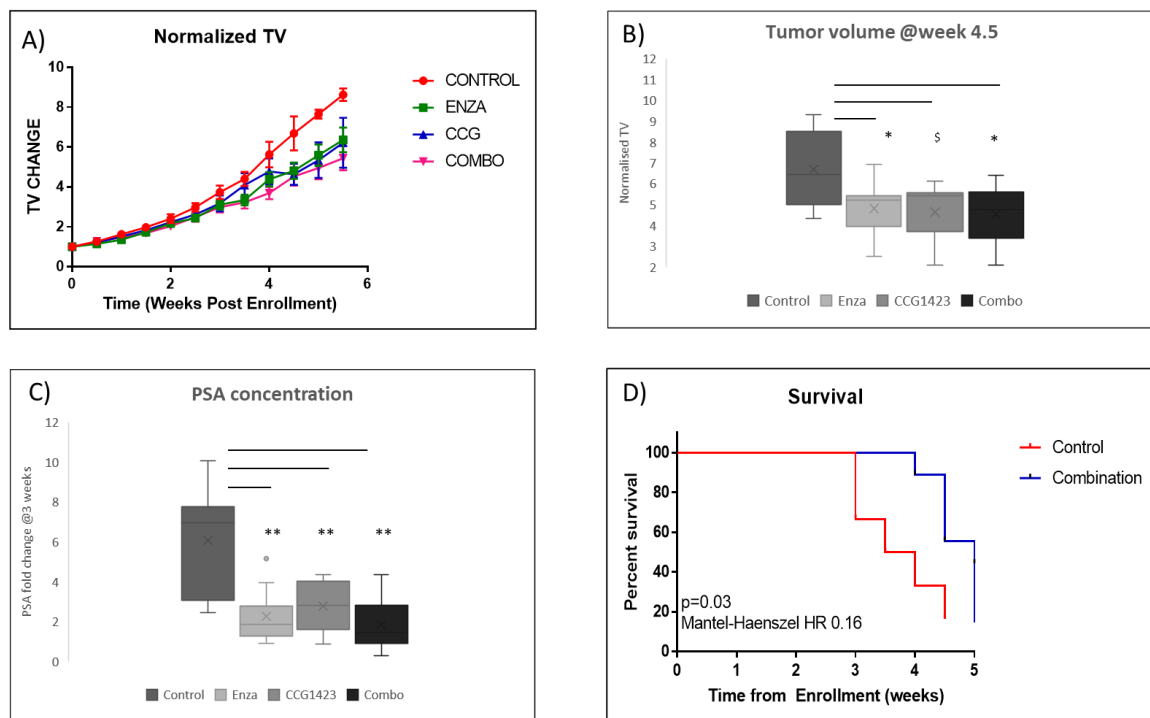 A)
Normalized TV
TV CHANGE
10
8
6
4
2
0
0 2 4 6
Time (Weeks Post Enrollment)
CONTROL
ENZA
CCG
COMBO
B)
Tumor volume @week 4.5
Normalised TV
12
11
10
9
8
7
6
5
4
3
2
* $ *
Control Enza CCG1423 Combo
C)
PSA concentration
PSA fold change @3 weeks
12
10
8
6
4
2
0
** ** **
Control Enza CCG1423 Combo
D)
Survival
Percent survival
100
80
60
40
20
0
p=0.03
Mantel-Haenszel HR 0.16
0 1 2 3 4 5
Time from Enrollment (weeks)
Control
Combination